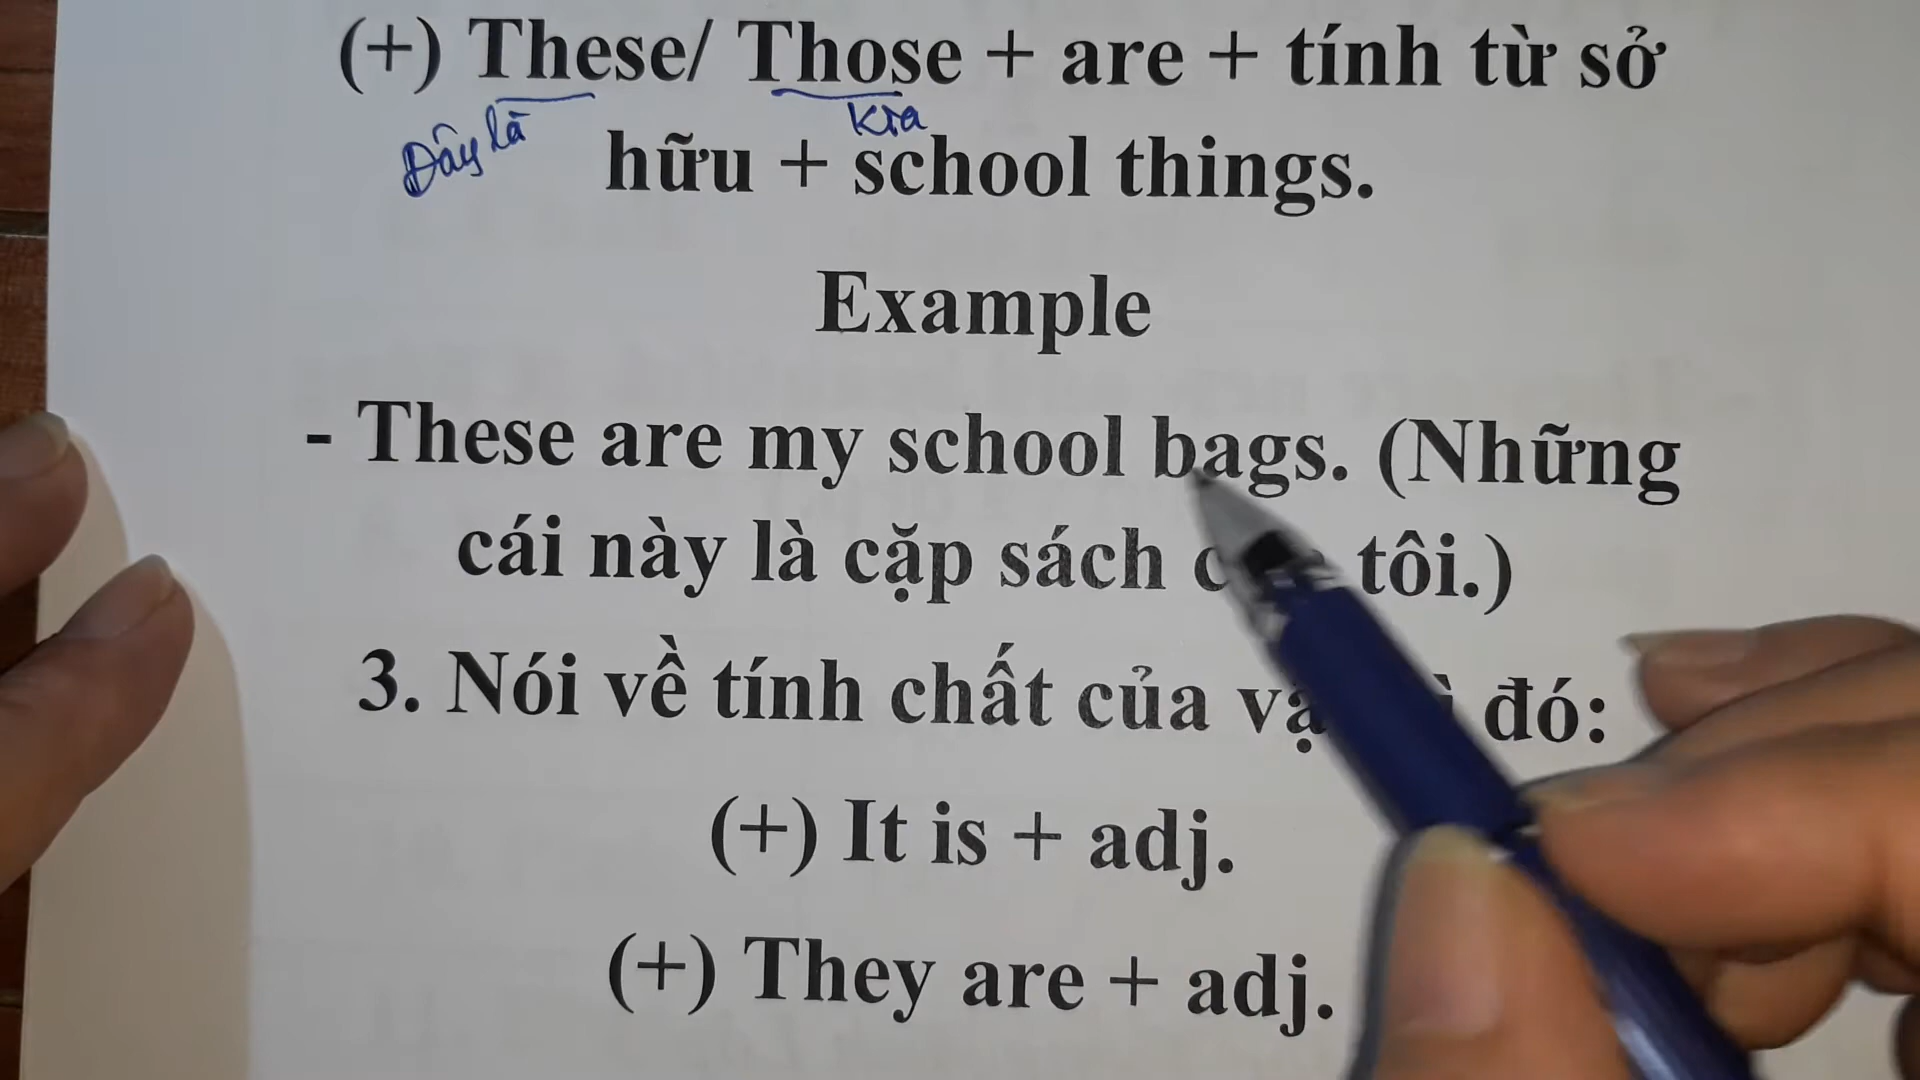 (+) These/ Those + are + tính từ sở
Đây là
kia
hữu + school things.
Example
- These are my school bags. (Những
cái này là cặp sách tôi.)
3. Nói về tính chất của đó:
(+) It is + adj.
(+) They are + adj.